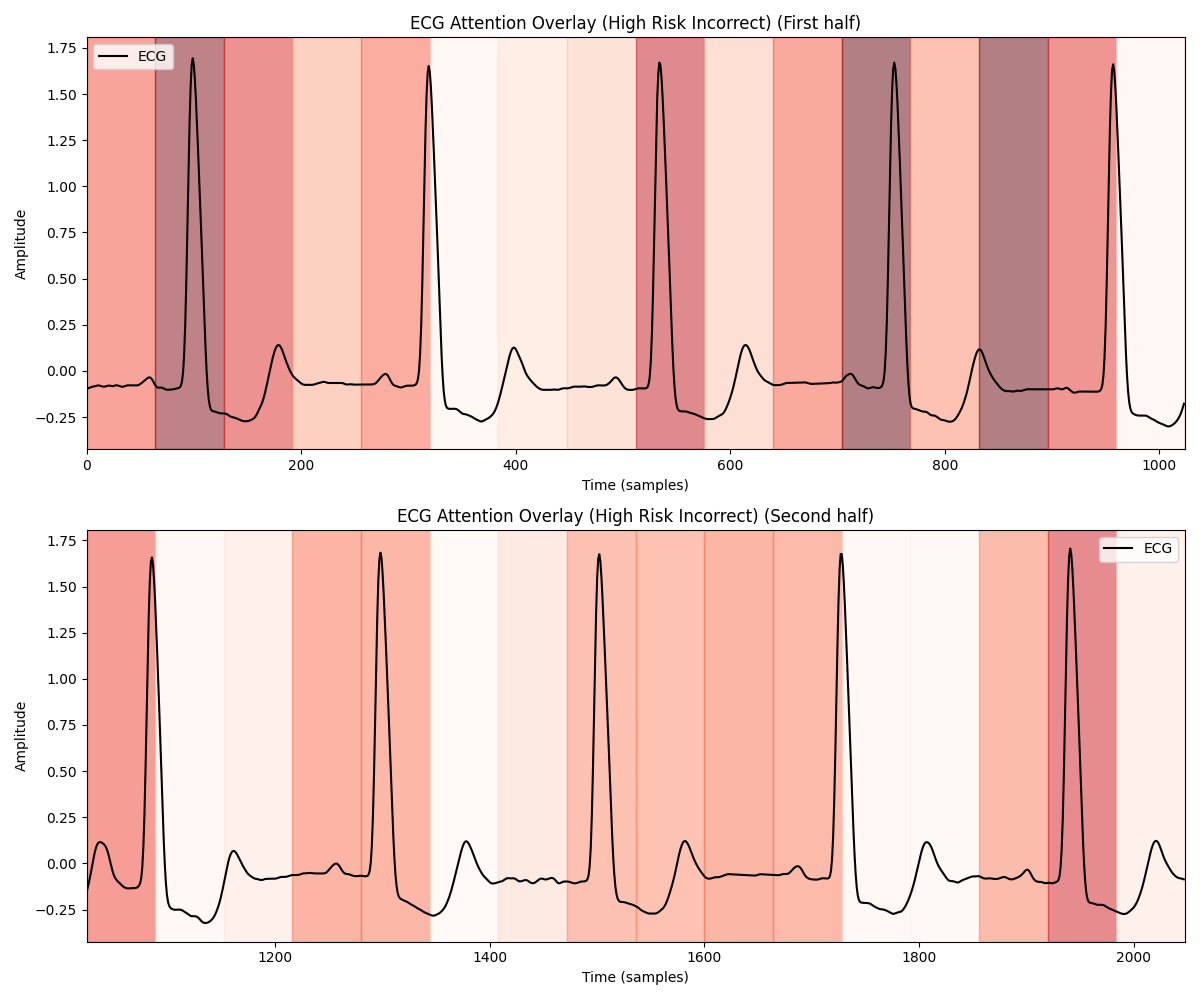 ECG Attention Overlay (High Risk Incorrect) (First half)
1.75
1.50
1.25
1.00
0.75
0.50
0.25
0.00
−0.25
Amplitude
ECG
0 200 400 600 800 1000
Time (samples)
ECG Attention Overlay (High Risk Incorrect) (Second half)
1.75
1.50
1.25
1.00
0.75
0.50
0.25
0.00
−0.25
Amplitude
ECG
1200 1400 1600 1800 2000
Time (samples)